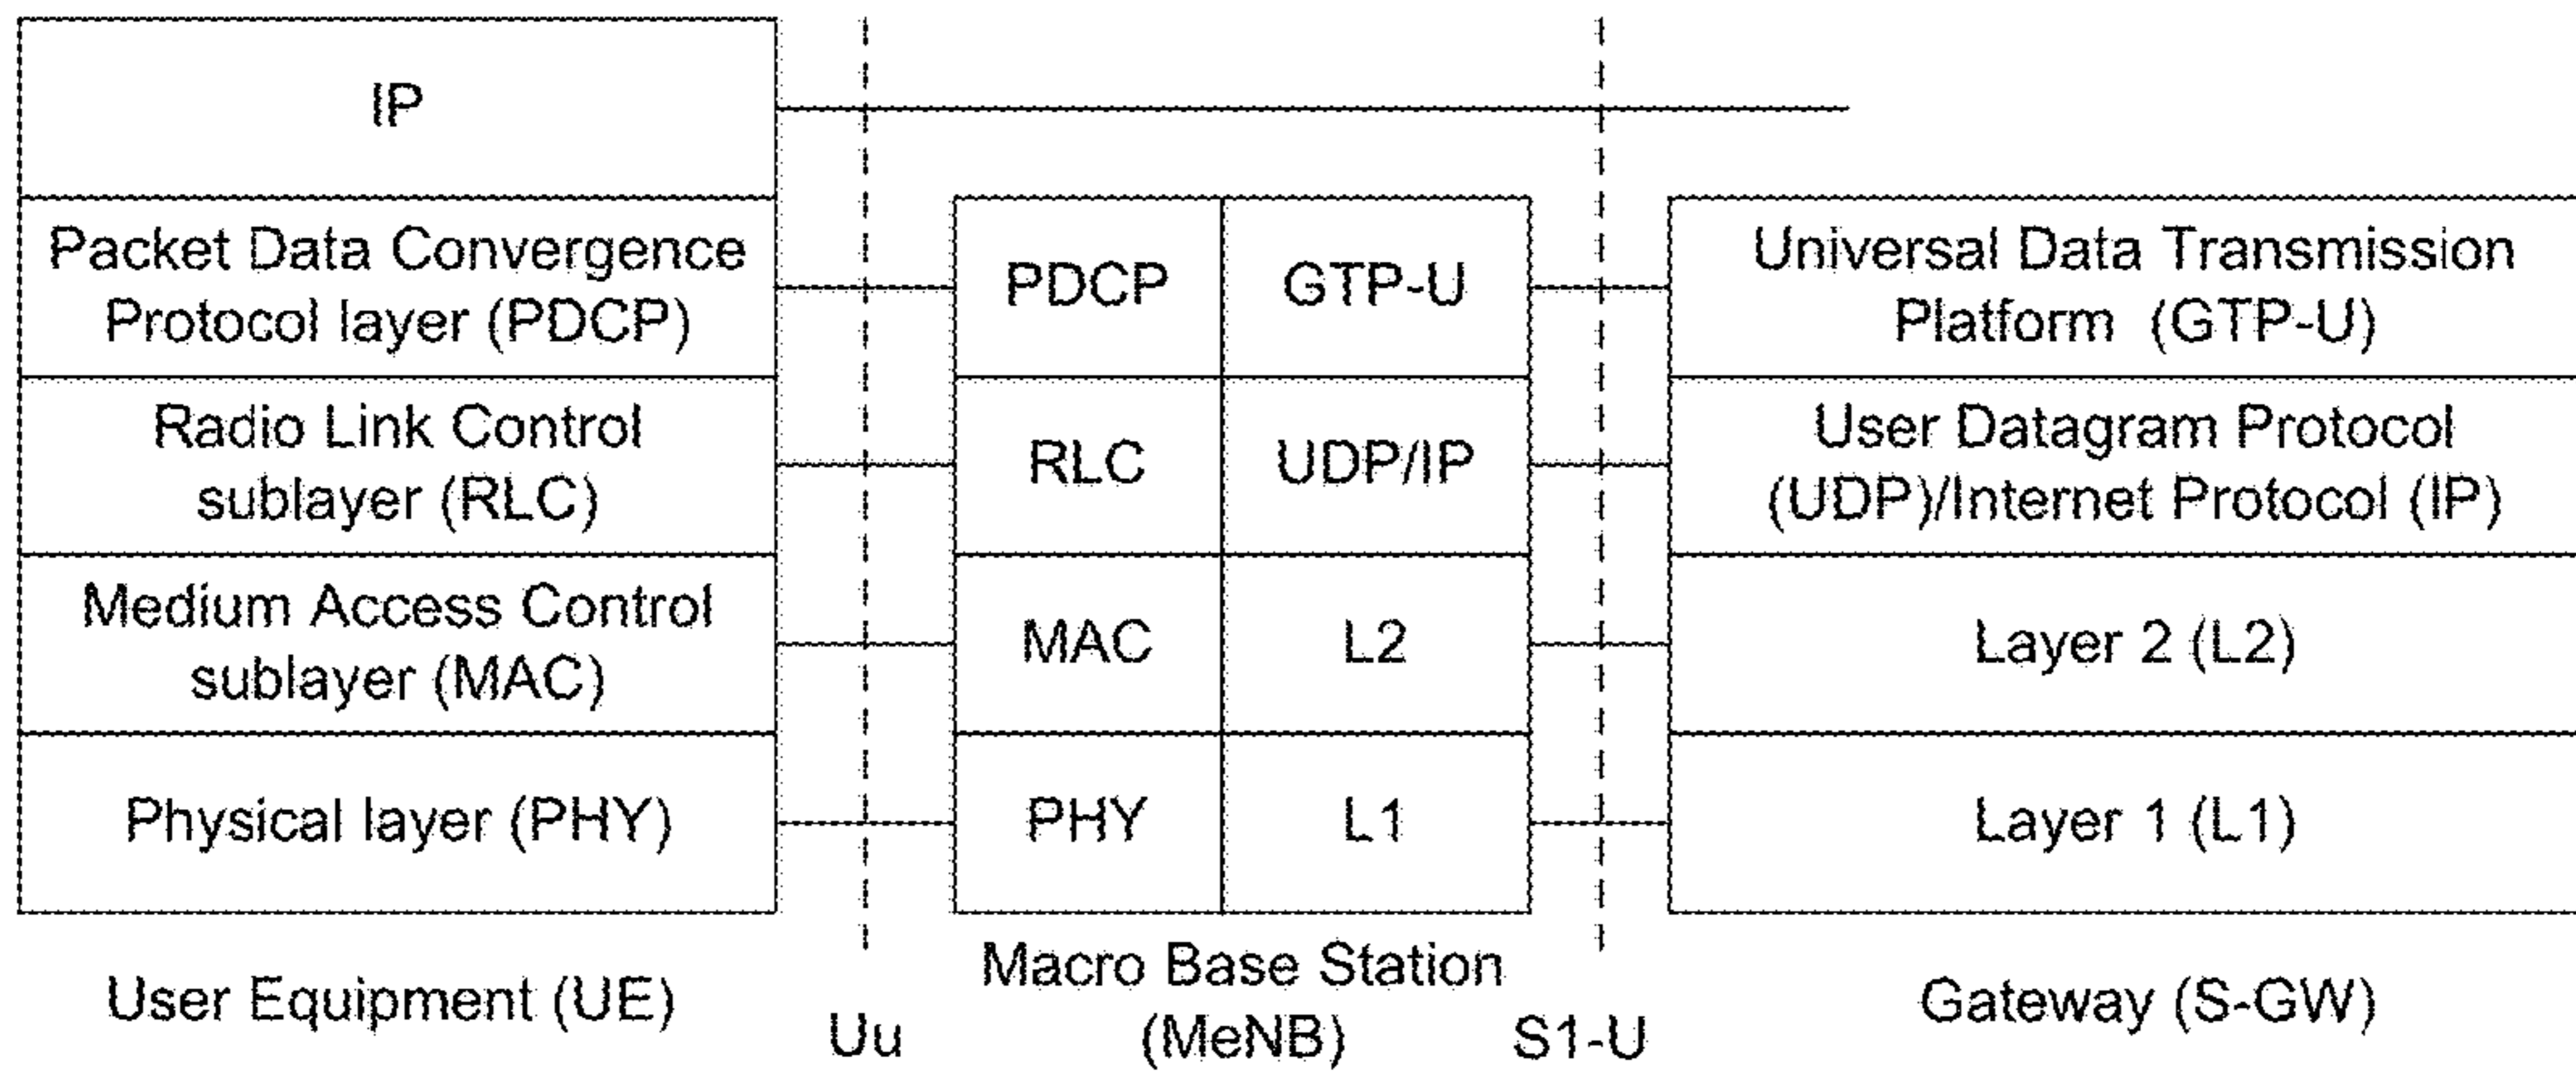 IP
Packet Data Convergence
Protocol layer (PDCP)
PDCP
GTP-U
Universal Data Transmission
Platform (GTP-U)
Radio Link Control
sublayer (RLC)
RLC
UDP/IP
User Datagram Protocol
(UDP)/Internet Protocol (IP)
Medium Access Control
sublayer (MAC)
MAC
L2
Layer 2 (L2)
Physical layer (PHY)
PHY
L1
Layer 1 (L1)
User Equipment (UE)
Uu
Macro Base Station
(MeNB)
S1-U
Gateway (S-GW)